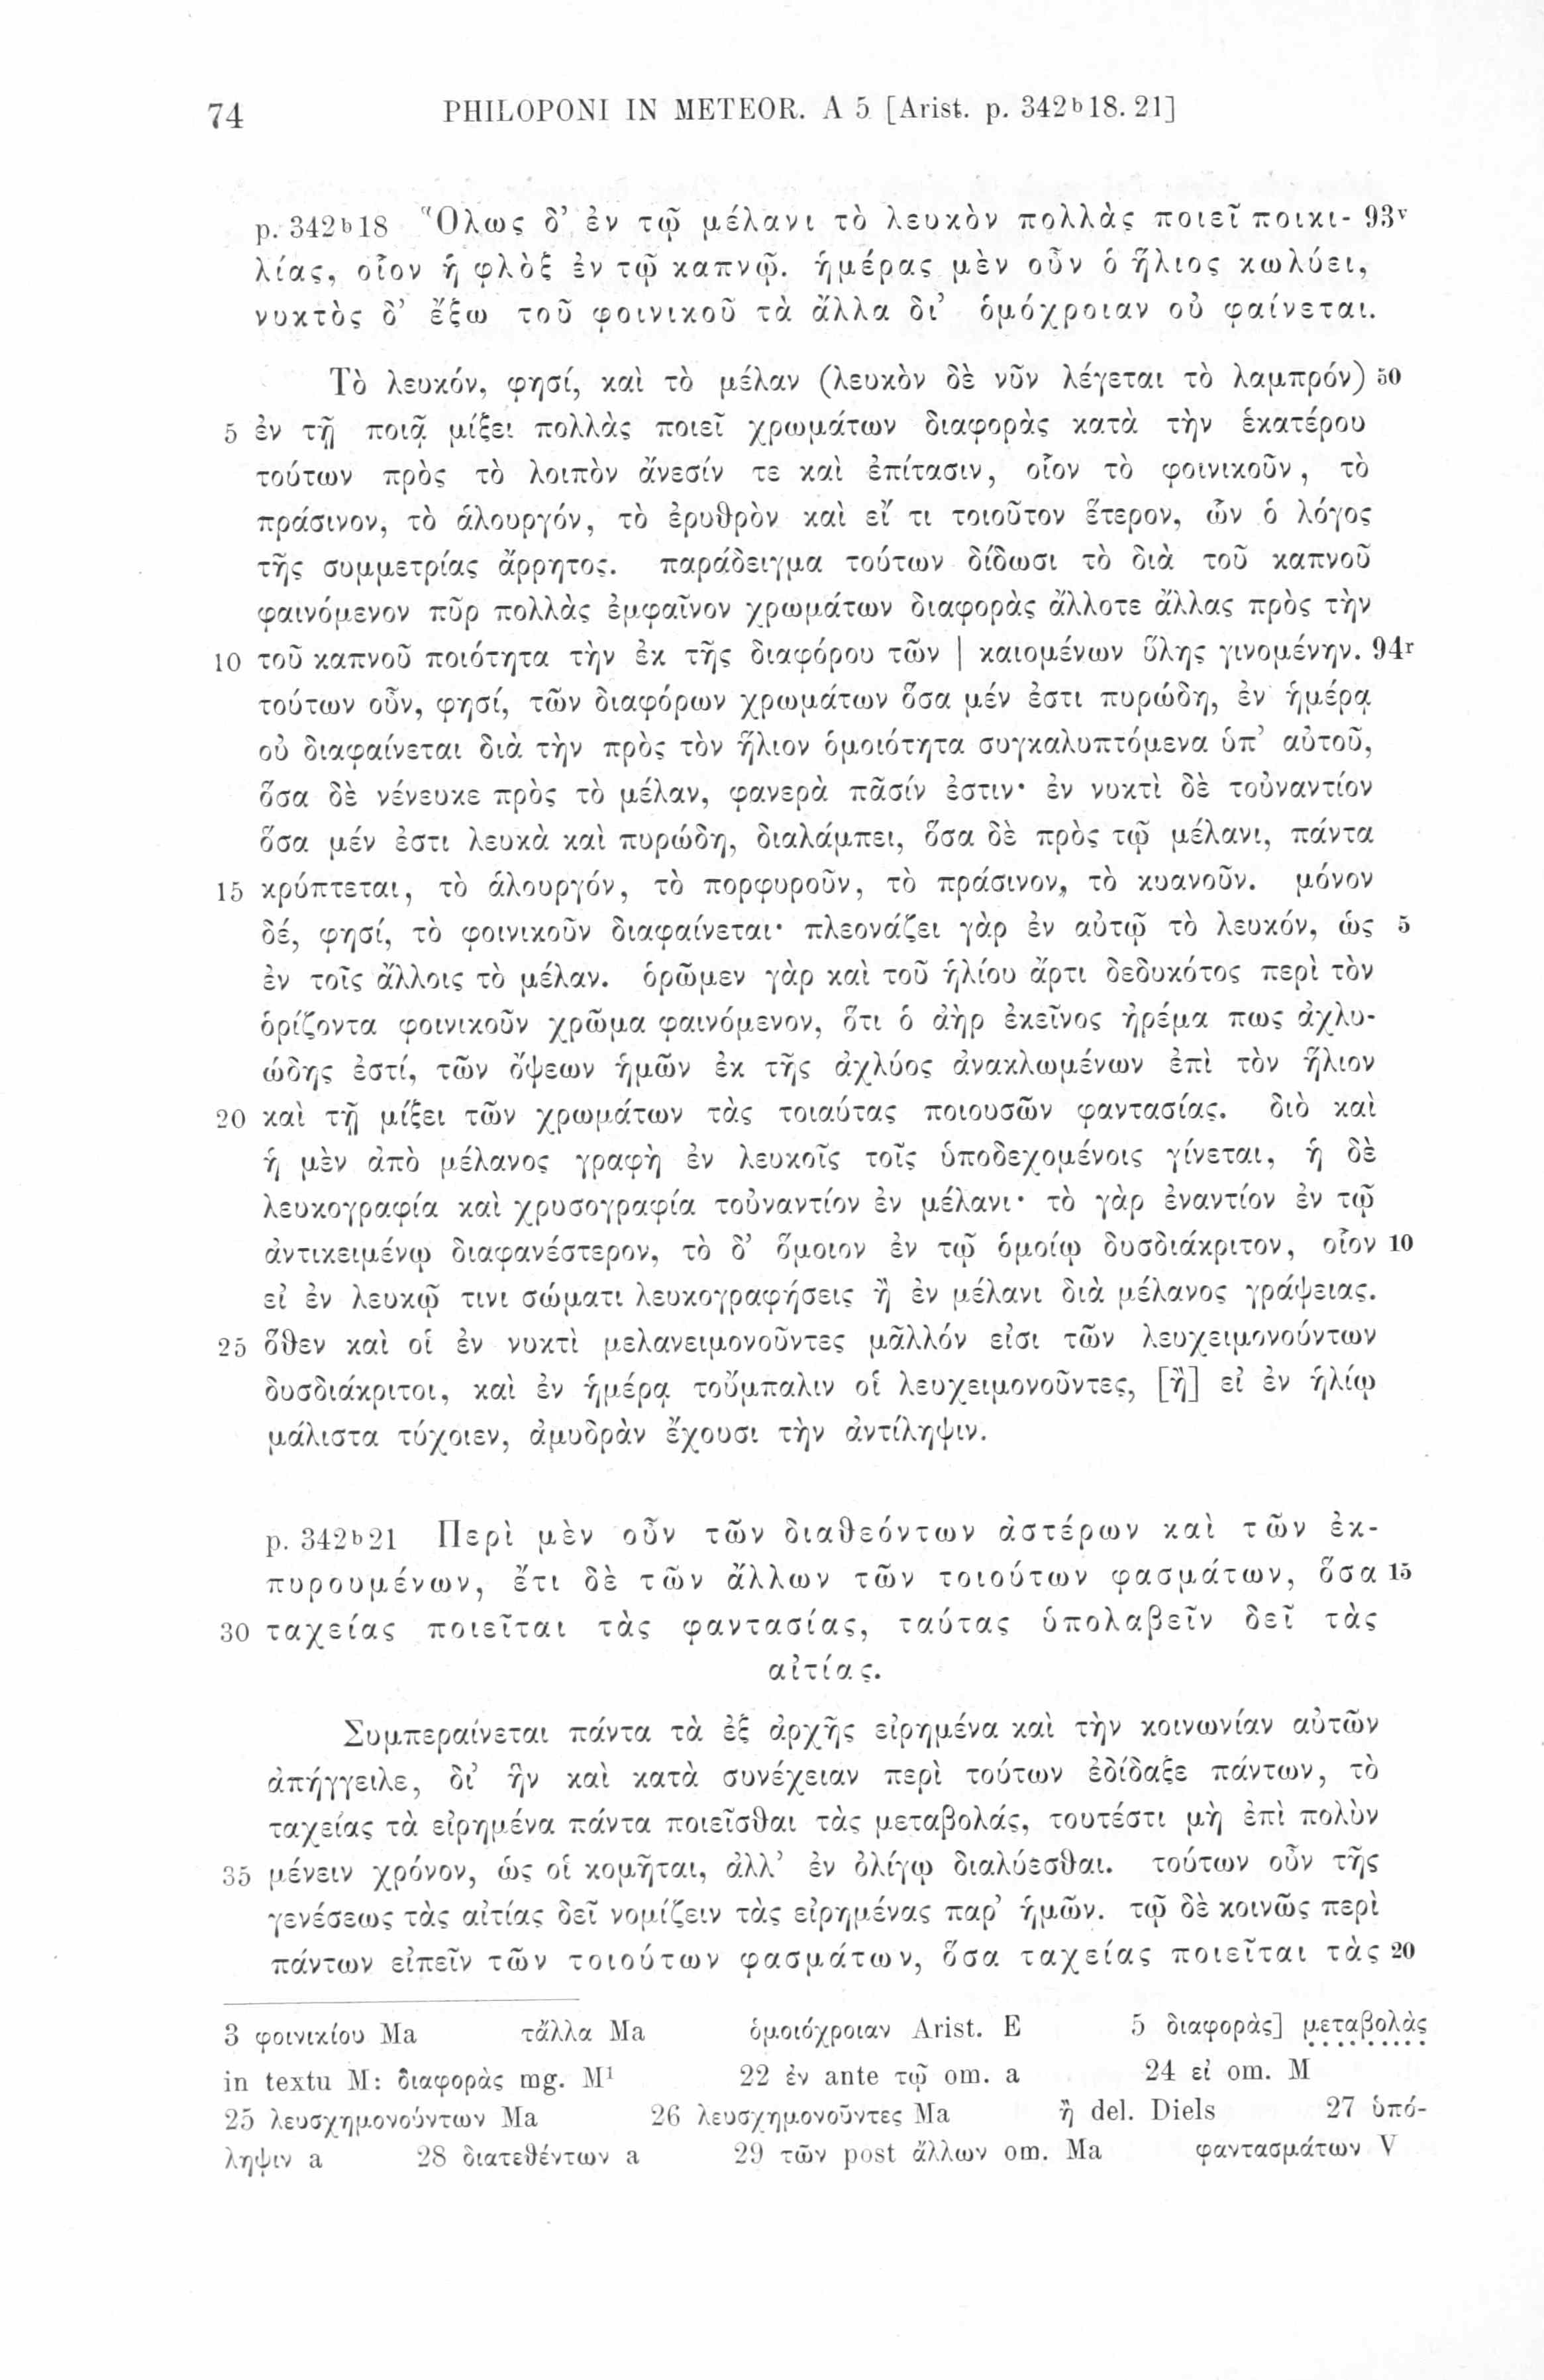 74 PHILOPONI IN METEOR. A 5 [Arist. p. 342b18. 21]
p. 342b18 Ὅλως δ’ ἐν τῷ μέλανι τὸ λευκὸν πολλὰς ποιεῖ ποικι- 93v
λίας, οἷον ἡ φλὸξ ἐν τῷ καπνῷ. ἡμέρας μὲν οὖν ὁ ἥλιος κωλύει,
νυκτὸς δ’ ἔξω τοῦ φοινικοῦ τὰ ἄλλα δι’ ὁμόχροιαν οὐ φαίνεται.
Τὸ λευκόν, φησί, καὶ τὸ μέλαν (λευκὸν δὲ νῦν λέγεται τὸ λαμπρόν) 50
5 ἐν τῇ ποιᾷ μίξει πολλὰς ποιεῖ χρωμάτων διαφορὰς κατὰ τὴν ἑκατέρου
τούτων πρὸς τὸ λοιπὸν ἄνεσίν τε καὶ ἐπίτασιν, οἷον τὸ φοινικοῦν, τὸ
πράσινον, τὸ ἁλουργόν, τὸ ἐρυθρὸν καὶ εἴ τι τοιοῦτον ἕτερον, ὧν ὁ λόγος
τῆς συμμετρίας ἄρρητος. παράδειγμα τούτων δίδωσι τὸ διὰ τοῦ καπνοῦ
φαινόμενον πῦρ πολλὰς ἐμφαῖνον χρωμάτων διαφορὰς ἄλλοτε ἄλλας πρὸς τὴν
10 τοῦ καπνοῦ ποιότητα τὴν ἐκ τῆς διαφόρου τῶν | καιομένων ὕλης γινομένην. 94r
τούτων οὖν, φησί, τῶν διαφόρων χρωμάτων ὅσα μέν ἐστι πυρώδη, ἐν ἡμέρᾳ
οὐ διαφαίνεται διὰ τὴν πρὸς τὸν ἥλιον ὁμοιότητα συγκαλυπτόμενα ὑπ’ αὐτοῦ,
ὅσα δὲ νένευκε πρὸς τὸ μέλαν, φανερὰ πᾶσίν ἐστιν· ἐν νυκτὶ δὲ τοὐναντίον
ὅσα μέν ἐστι λευκὰ καὶ πυρώδη, διαλάμπει, ὅσα δὲ πρὸς τῷ μέλανι, πάντα
15 κρύπτεται, τὸ ἁλουργόν, τὸ πορφυροῦν, τὸ πράσινον, τὸ κυανοῦν. μόνον
δέ, φησί, τὸ φοινικοῦν διαφαίνεται· πλεονάζει γὰρ ἐν αὐτῷ τὸ λευκόν, ὡς 5
ἐν τοῖς ἄλλοις τὸ μέλαν. ὁρῶμεν γὰρ καὶ τοῦ ἡλίου ἄρτι δεδυκότος περὶ τὸν
ὁρίζοντα φοινικοῦν χρῶμα φαινόμενον, ὅτι ὁ ἀὴρ ἐκεῖνος ἠρέμα πως ἀχλυ-
ώδης ἐστί, τῶν ὄψεων ἡμῶν ἐκ τῆς ἀχλύος ἀνακλωμένων ἐπὶ τὸν ἥλιον
20 καὶ τῇ μίξει τῶν χρωμάτων τὰς τοιαύτας ποιουσῶν φαντασίας. διὸ καὶ
ἡ μὲν ἀπὸ μέλανος γραφὴ ἐν λευκοῖς τοῖς ὑποδεχομένοις γίνεται, ἡ δὲ
λευκογραφία καὶ χρυσογραφία τοὐναντίον ἐν μέλανι· τὸ γὰρ ἐναντίον ἐν τῷ
ἀντικειμένῳ διαφανέστερον, τὸ δ’ ὅμοιον ἐν τῷ ὁμοίῳ δυσδιάκριτον, οἷον 10
εἰ ἐν λευκῷ τινι σώματι λευκογραφήσεις ἢ ἐν μέλανι διὰ μέλανος γράψειας.
25 ὅθεν καὶ οἱ ἐν νυκτὶ μελανειμονοῦντες μᾶλλόν εἰσι τῶν λευχειμονούντων
δυσδιάκριτοι, καὶ ἐν ἡμέρᾳ τοὔμπαλιν οἱ λευχειμονοῦντες, [ἢ] εἰ ἐν ἡλίῳ
μάλιστα τύχοιεν, ἀμυδρὰν ἔχουσι τὴν ἀντίληψιν.
p. 342b21 Περὶ μὲν οὖν τῶν διαθεόντων ἀστέρων καὶ τῶν ἐκ-
πυρουμένων, ἔτι δὲ τῶν ἄλλων τῶν τοιούτων φασμάτων, ὅσα 15
30 ταχείας ποιεῖται τὰς φαντασίας, ταύτας ὑπολαβεῖν δεῖ τὰς
αἰτίας.
Συμπεραίνεται πάντα τὰ ἐξ ἀρχῆς εἰρημένα καὶ τὴν κοινωνίαν αὐτῶν
ἀπήγγειλε, δι’ ἣν καὶ κατὰ συνέχειαν περὶ τούτων ἐδίδαξε πάντων, τὸ
ταχείας τὰ εἰρημένα πάντα ποιεῖσθαι τὰς μεταβολάς, τουτέστι μὴ ἐπὶ πολὺν
35 μένειν χρόνον, ὡς οἱ κομῆται, ἀλλ’ ἐν ὀλίγῳ διαλύεσθαι. τούτων οὖν τῆς
γενέσεως τὰς αἰτίας δεῖ νομίζειν τὰς εἰρημένας παρ’ ἡμῶν. τῷ δὲ κοινῶς περὶ
πάντων εἰπεῖν τῶν τοιούτων φασμάτων, ὅσα ταχείας ποιεῖται τὰς 20
3 φοινικίου Ma τἄλλα Ma ὁμοιόχροιαν Arist. E 5 διαφορὰς] μεταβολὰς
in textu M: διαφορὰς mg. M1 22 ἐν ante τῷ om. a 24 εἰ om. M
25 λευσχημονούντων Ma 26 λευσχημονοῦντες Ma ἢ del. Diels 27 ὑπό-
ληψιν a 28 διατεθέντων a 29 τῶν post ἄλλων om. Ma φαντασμάτων V